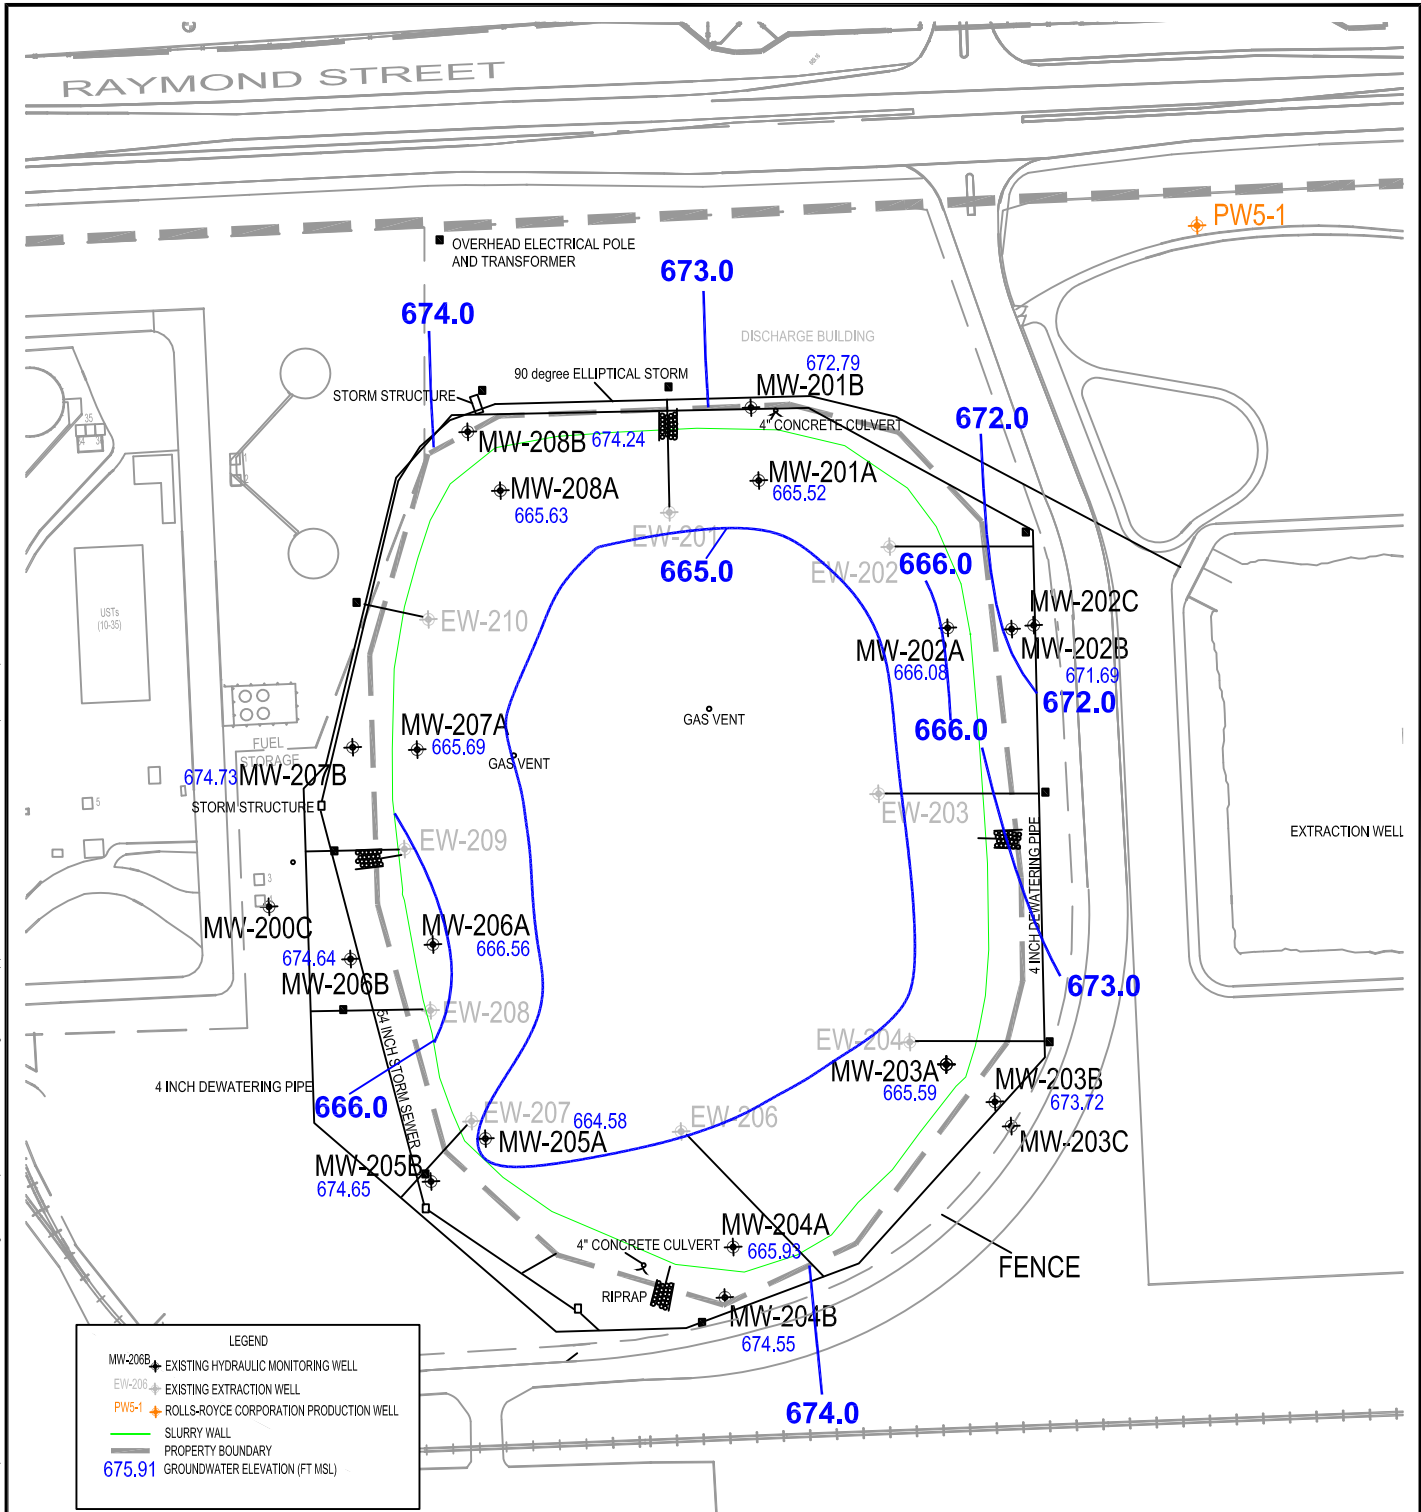 RAYMOND STREET
PW5-1
OVERHEAD ELECTRICAL POLE
AND TRANSFORMER
673.0
674.0
DISCHARGE BUILDING
672.79
90 degree ELLIPTICAL STORM
MW-201B
STORM STRUCTURE
672.0
4" CONCRETE CULVERT
MW-208B 674.24
MW-201A
665.52
MW-208A
665.63
EW-201
665.0
EW-202
666.0
MW-202C
USTs
(10-35)
EW-210
MW-202A
666.08
MW-202B
671.69
672.0
GAS VENT
666.0
MW-207A
665.69
GAS VENT
FUEL
STORAGE
674.73 MW-207B
STORM STRUCTURE
EW-203
35
5
3
EXTRACTION WELL
EW-209
4 INCH DEWATERING PIPE
MW-200C
MW-206A
666.56
674.64
MW-206B
673.0
EW-208
54 INCH STORM SEWER
EW-204
MW-203A
665.59
MW-203B
673.72
4 INCH DEWATERING PIPE
666.0
EW-207
664.58
EW-206
MW-205A
MW-203C
MW-205B
674.65
MW-204A
665.93
4" CONCRETE CULVERT
FENCE
RIPRAP
MW-204B
674.55
674.0
LEGEND
MW-206B EXISTING HYDRAULIC MONITORING WELL
EW-206 EXISTING EXTRACTION WELL
PW5-1 ROLLS-ROYCE CORPORATION PRODUCTION WELL
SLURRY WALL
PROPERTY BOUNDARY
675.91 GROUNDWATER ELEVATION (FT MSL)